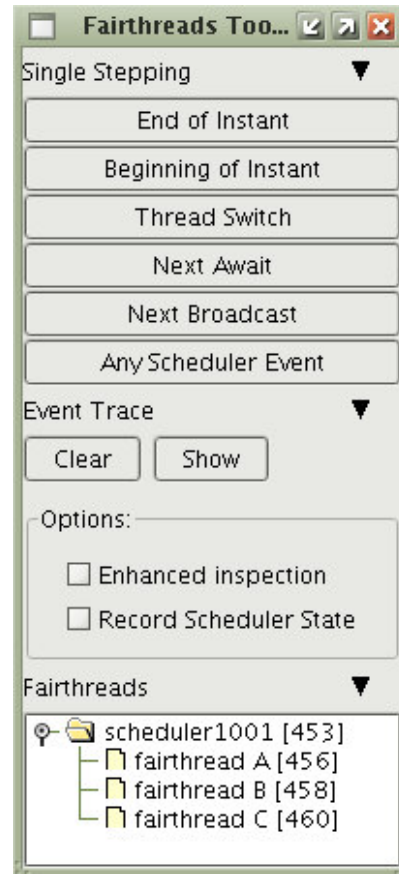 Fairthreads Too...
Single Stepping
End of Instant
Beginning of Instant
Thread Switch
Next Await
Next Broadcast
Any Scheduler Event
Event Trace
Clear Show
Options:
Enhanced inspection
Record Scheduler State
Fairthreads
scheduler1001 [453]
fairthread A [456]
fairthread B [458]
fairthread C [460]